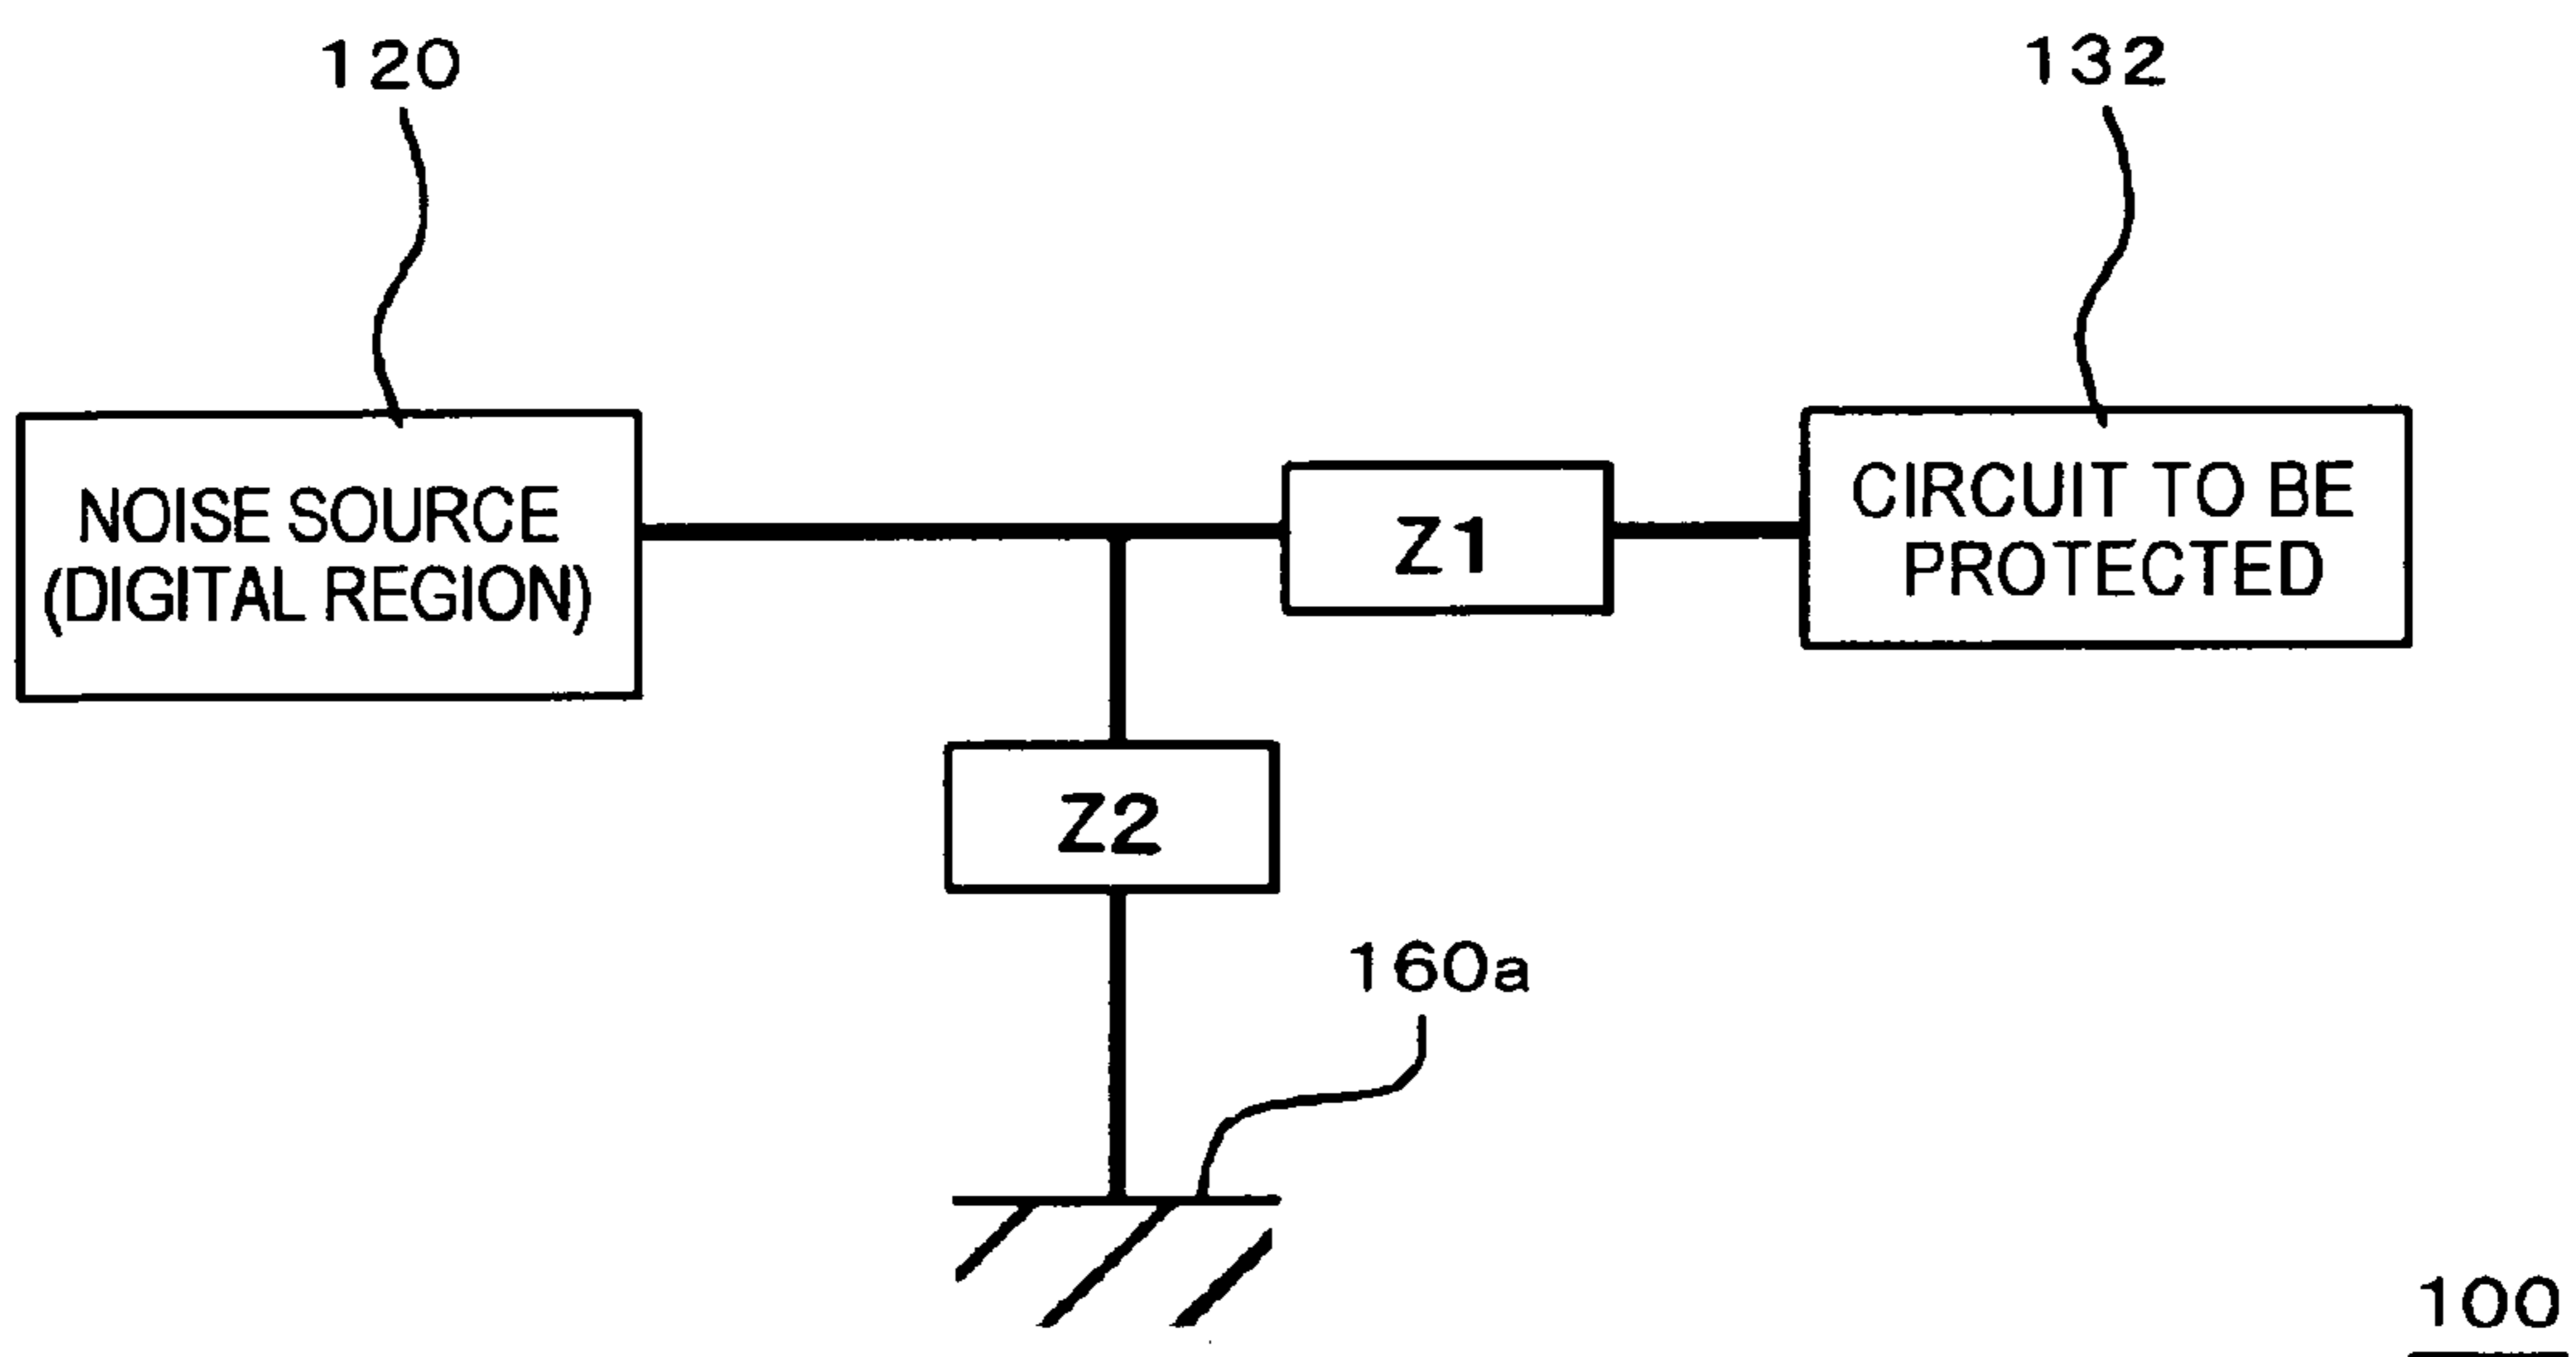 120
132
NOISE SOURCE
(DIGITAL REGION)
Z1
CIRCUIT TO BE
PROTECTED
Z2
160a
100